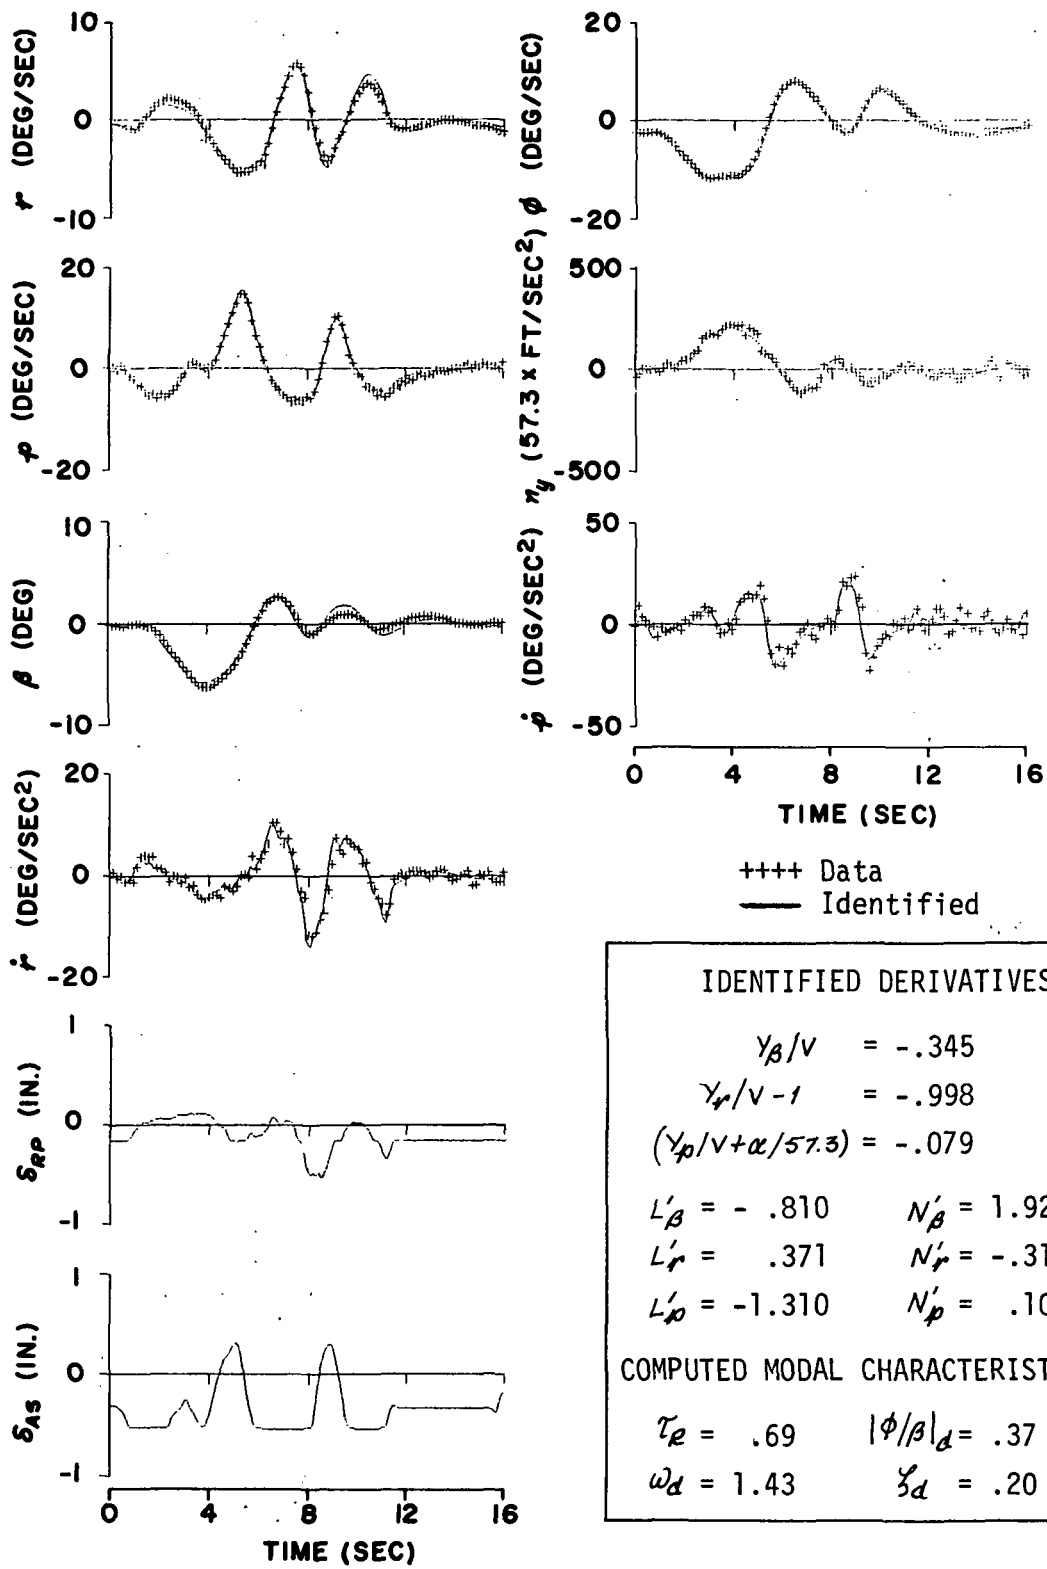 10
0
-10
r (DEG/SEC)
20
0
-20
p (DEG/SEC)
10
0
-10
β (DEG)
20
0
-20
ṙ (DEG/SEC²)
1
0
-1
δRP (IN.)
1
0
-1
δAS (IN.)
0 4 8 12 16
TIME (SEC)
20
0
-20
ϕ (DEG/SEC)
500
0
-500
n_y (57.3 x FT/SEC²)
50
0
-50
ṗ (DEG/SEC²)
0 4 8 12 16
TIME (SEC)
++++ Data
—— Identified
IDENTIFIED DERIVATIVES
Yβ/V = -.345
Yr/V-1 = -.998
(Yp/V+α/57.3) = -.079
L'β = - .810 N'β = 1.92
L'r = .371 N'r = -.31
L'p = -1.310 N'p = .10
COMPUTED MODAL CHARACTERIST
τR = .69 |ϕ/β|d = .37
ωd = 1.43 ζd = .20